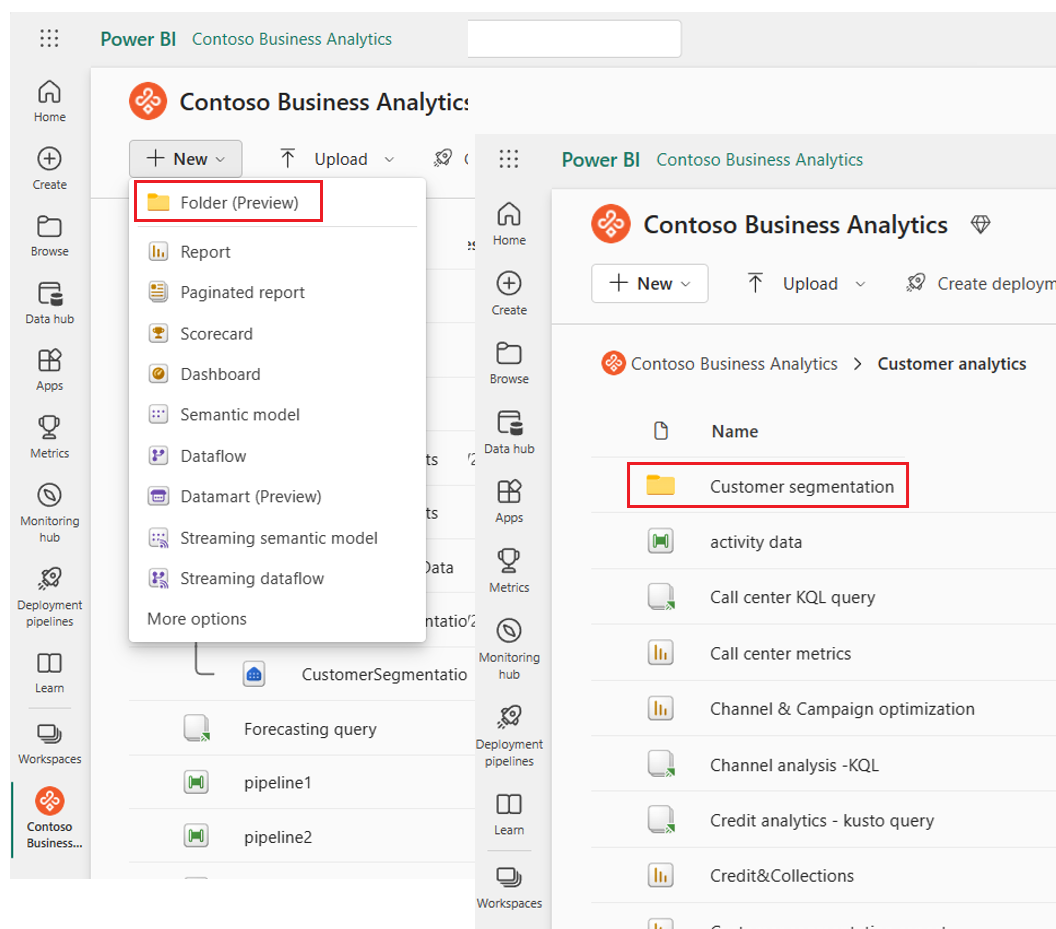 Power BI Contoso Business Analytics
Contoso Business Analytics
New
Upload
Home
Create
Browse
Data hub
Apps
Metrics
Monitoring
hub
Deployment
pipelines
Learn
Workspaces
Contoso
Business...
Folder (Preview)
Report
Paginated report
Scorecard
Dashboard
Semantic model
Dataflow
Datamart (Preview)
Streaming semantic model
Streaming dataflow
More options
CustomerSegmentatio
Forecasting query
pipeline1
pipeline2
Power BI Contoso Business Analytics
Contoso Business Analytics
New
Upload
Create deploym
Home
Create
Browse
Data hub
Apps
Metrics
Monitoring
hub
Deployment
pipelines
Learn
Workspaces
Contoso Business Analytics > Customer analytics
Name
Customer segmentation
activity data
Call center KQL query
Call center metrics
Channel & Campaign optimization
Channel analysis -KQL
Credit analytics - kusto query
Credit&Collections